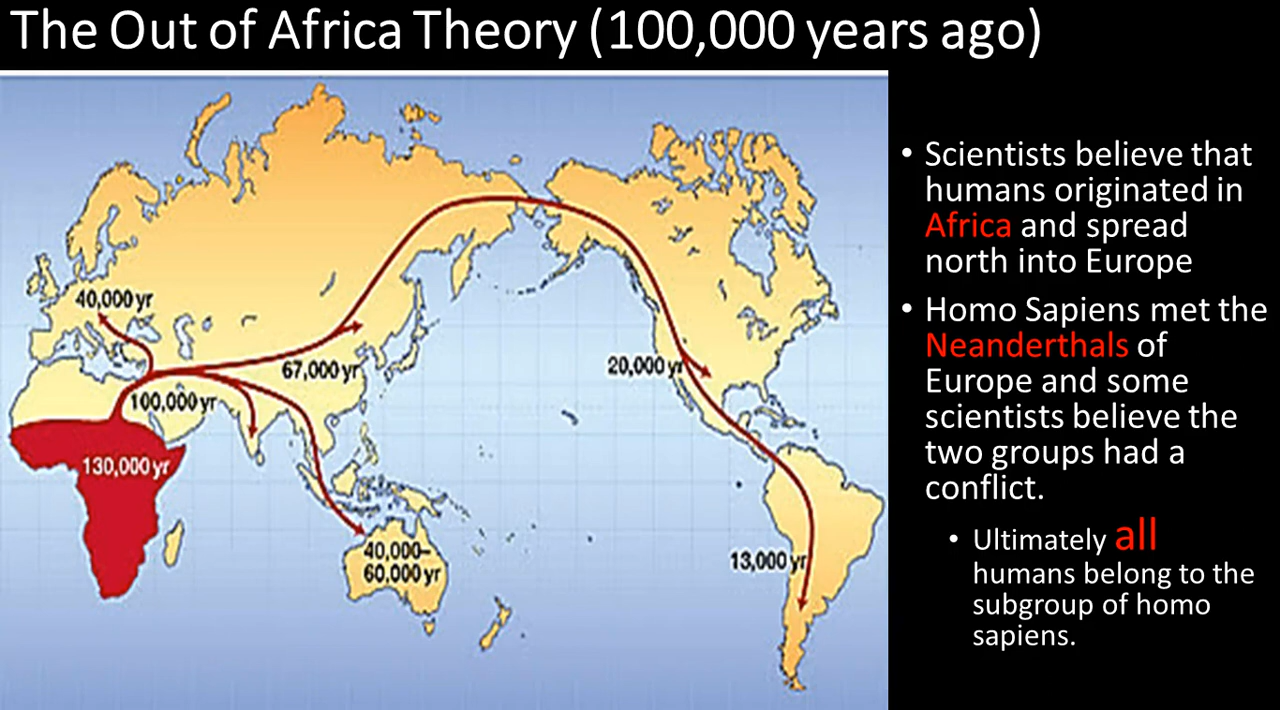 The Out of Africa Theory (100,000 years ago)
40,000 yr
67,000 yr
100,000 yr
130,000 yr
40,000–
60,000 yr
20,000 yr
13,000 yr
• Scientists believe that
humans originated in
Africa and spread
north into Europe
• Homo Sapiens met the
Neanderthals of
Europe and some
scientists believe the
two groups had a
conflict.
• Ultimately all
humans belong to the
subgroup of homo
sapiens.